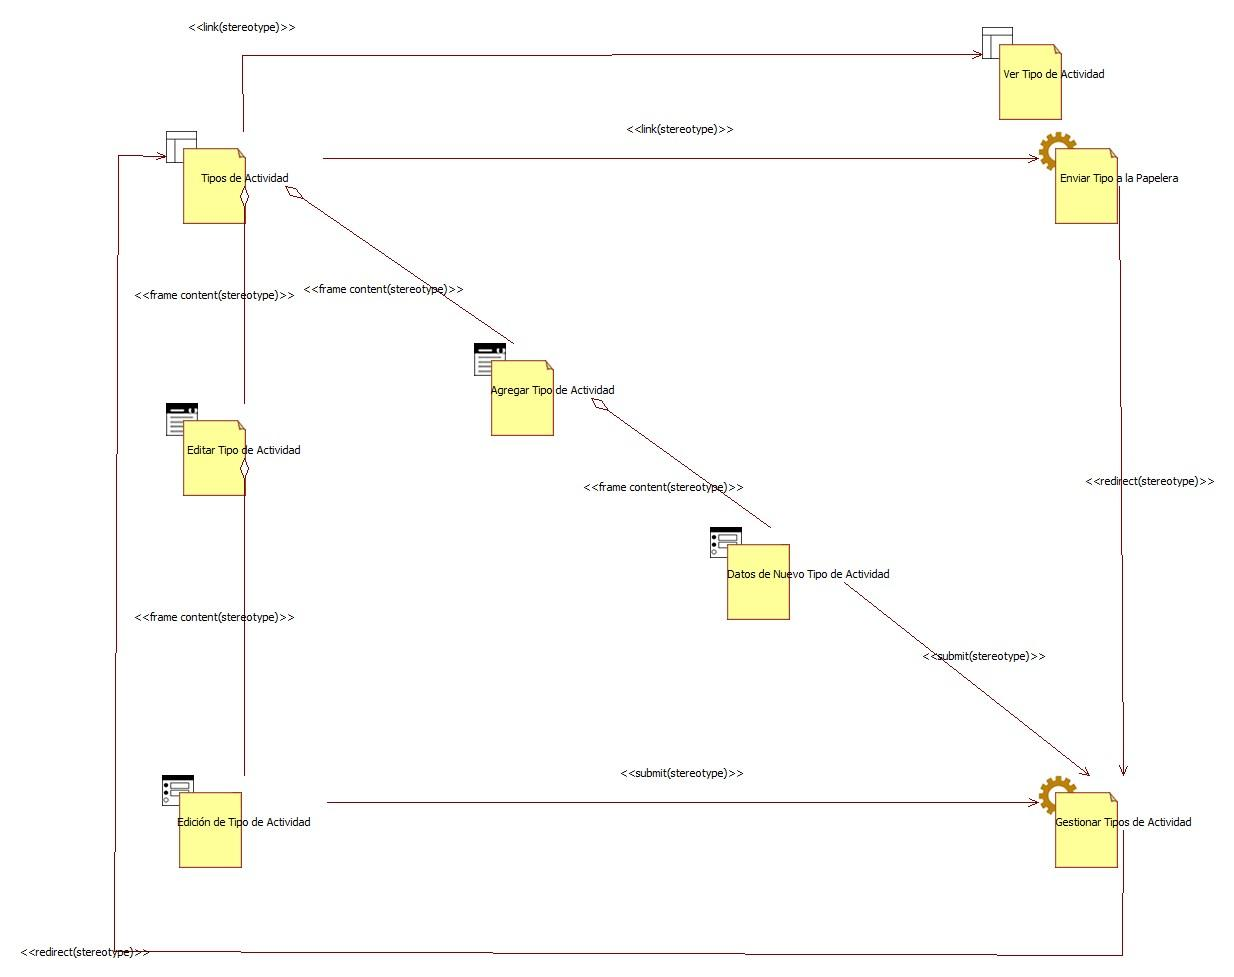 <<link(stereotype)>>
Ver Tipo de Actividad
<<link(stereotype)>>
Tipos de Actividad
Enviar Tipo a la Papelera
<<frame content(stereotype)>>
<<frame content(stereotype)>>
Agregar Tipo de Actividad
Editar Tipo de Actividad
<<frame content(stereotype)>>
<<redirect(stereotype)>>
Datos de Nuevo Tipo de Actividad
<<frame content(stereotype)>>
<<submit(stereotype)>>
<<submit(stereotype)>>
Edición de Tipo de Actividad
Gestionar Tipos de Actividad
<<redirect(stereotype)>>